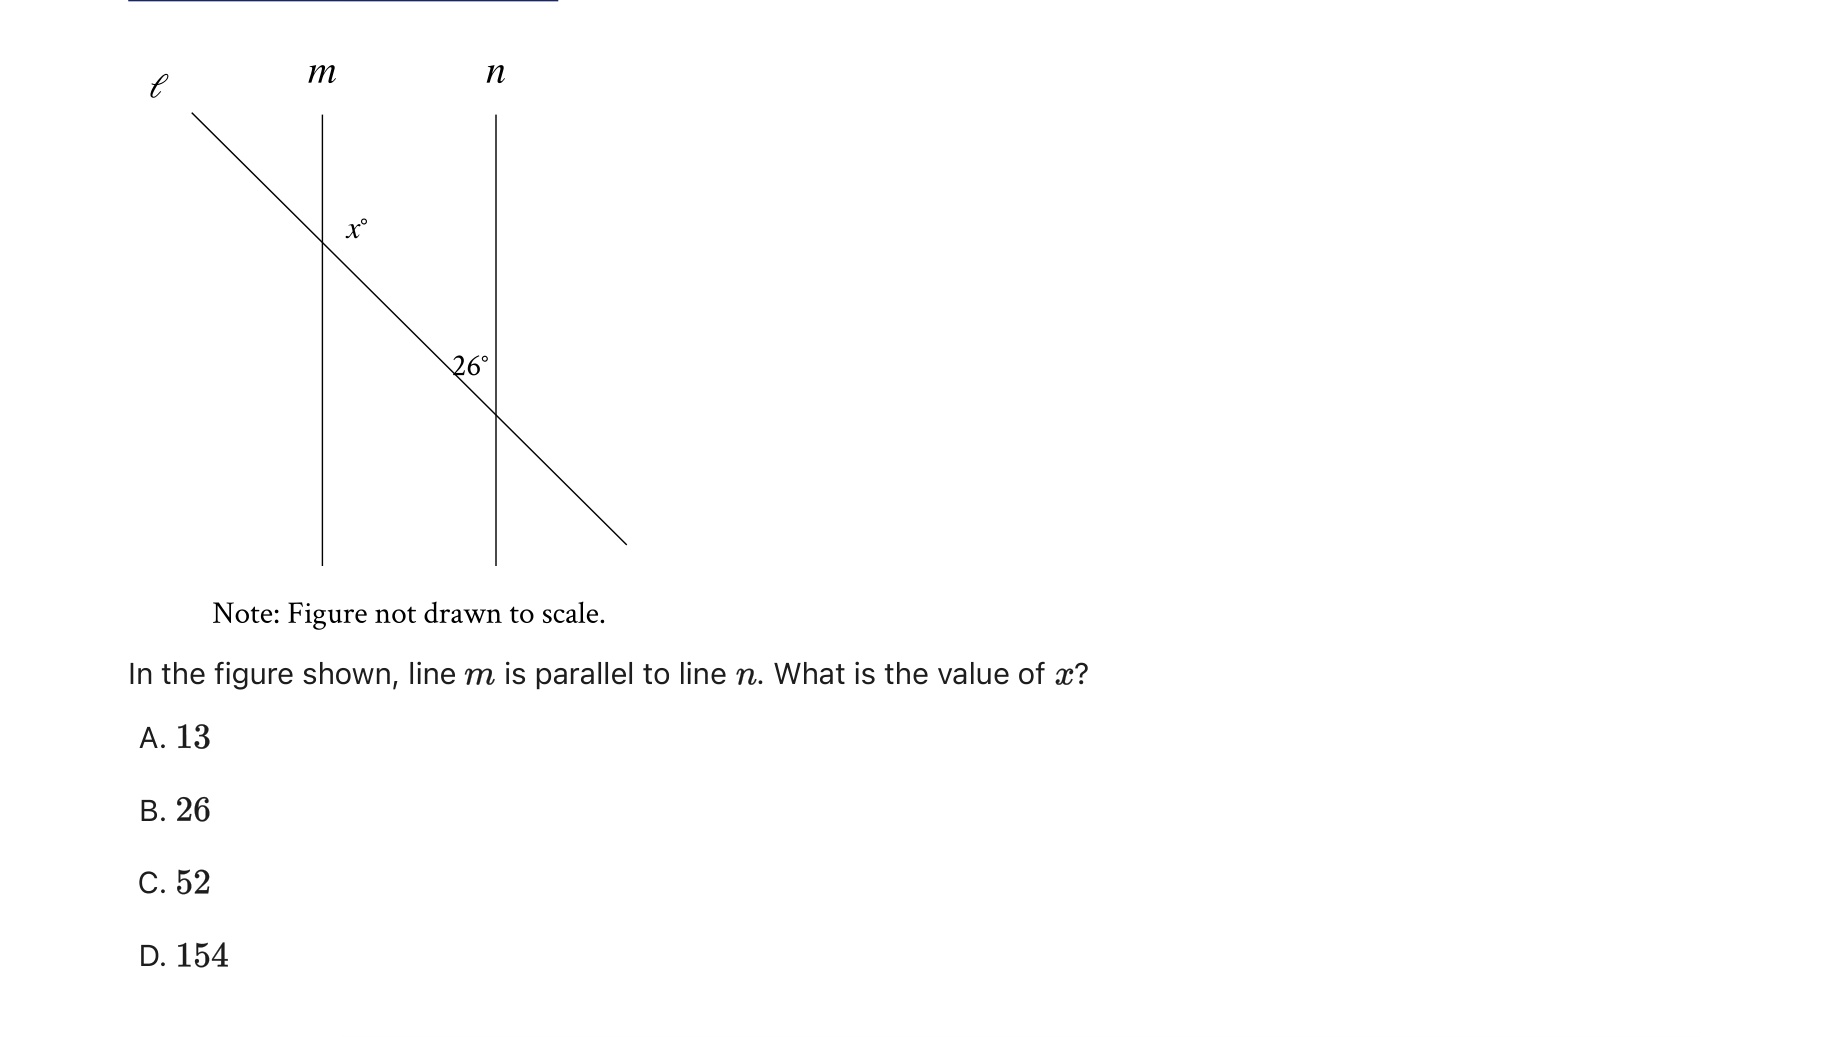 ℓ m n
x°
26°
Note: Figure not drawn to scale.
In the figure shown, line m is parallel to line n. What is the value of x?
A. 13
B. 26
C. 52
D. 154